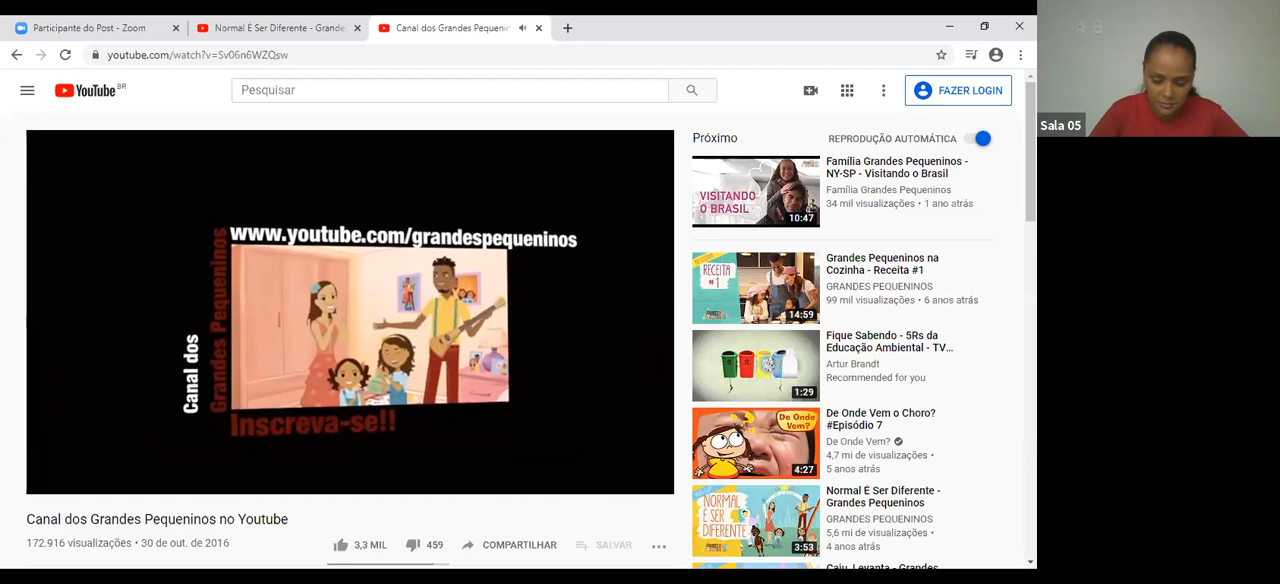 Participante do Post - Zoom
Normal É Ser Diferente - Grande
Canal dos Grandes Pequenin
youtube.com/watch?v=Sv06n6WZQsw
YouTube BR
Pesquisar
FAZER LOGIN
Sala 05
www.youtube.com/grandespequeninos
Canal dos
Grandes Pequeninos
Inscreva-se!!
Canal dos Grandes Pequeninos no Youtube
172.916 visualizações • 30 de out. de 2016
3,3 MIL
459
COMPARTILHAR
SALVAR
Próximo
REPRODUÇÃO AUTOMÁTICA
VISITANDO
O BRASIL
10:47
Família Grandes Pequeninos -
NY-SP - Visitando o Brasil
Família Grandes Pequeninos
34 mil visualizações • 1 ano atrás
RECEITA
#1
14:59
Grandes Pequeninos na
Cozinha - Receita #1
GRANDES PEQUENINOS
99 mil visualizações • 6 anos atrás
1:29
Fique Sabendo - 5Rs da
Educação Ambiental - TV...
Artur Brandt
Recommended for you
De Onde
Vem?
4:27
De Onde Vem o Choro?
#Episódio 7
De Onde Vem?
4,7 mi de visualizações •
5 anos atrás
NORMAL
É SER
DIFERENTE
3:53
Normal É Ser Diferente -
Grandes Pequeninos
GRANDES PEQUENINOS
5,6 mi de visualizações •
4 anos atrás
Caju, Levanta - Grandes